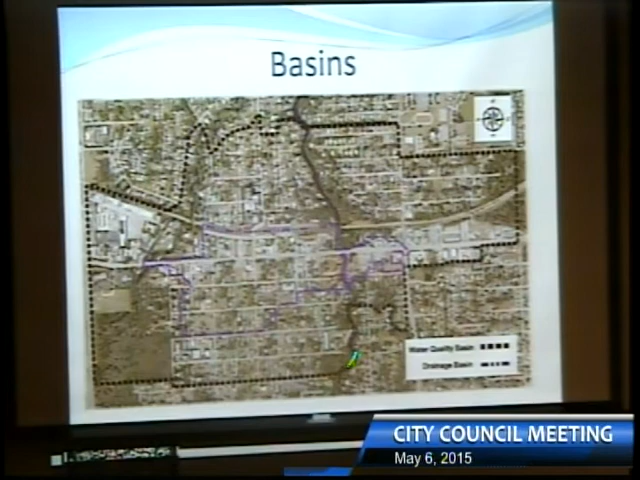 Basins
Water Quality Basin
Drainage Basin
CITY COUNCIL MEETING
May 6, 2015